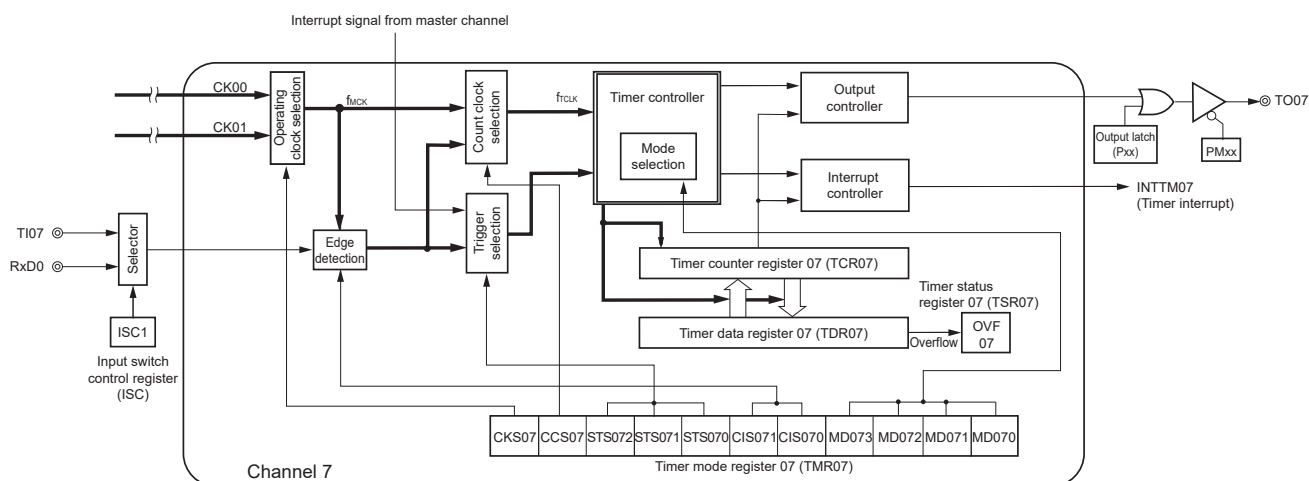 Interrupt signal from master channel
CK00
CK01
Operating
clock selection
fMCK
Count clock
selection
fTCLK
Timer controller
Mode
selection
Output
controller
TO07
Output latch
(Pxx)
PMxx
Interrupt
controller
INTTM07
(Timer interrupt)
TI07
RxD0
Selector
Edge
detection
Trigger
selection
Timer counter register 07 (TCR07)
Timer status
register 07 (TSR07)
ISC1
Timer data register 07 (TDR07)
Overflow
OVF
07
Input switch
control register
(ISC)
CKS07 CCS07 STS072 STS071 STS070 CIS071 CIS070 MD073 MD072 MD071 MD070
Timer mode register 07 (TMR07)
Channel 7